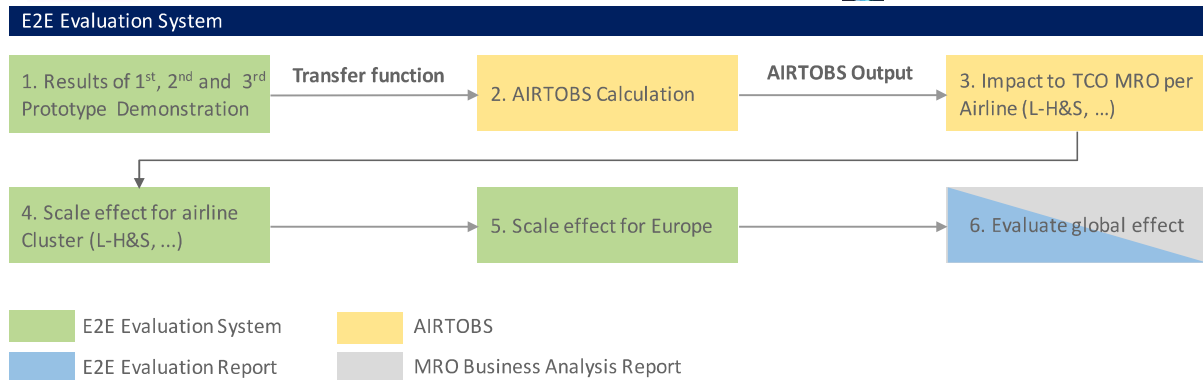 E2E Evaluation System
1. Results of 1st, 2nd and 3rd
Prototype Demonstration
Transfer function
2. AIRTOBS Calculation
AIRTOBS Output
3. Impact to TCO MRO per
Airline (L-H&S, ...)
4. Scale effect for airline
Cluster (L-H&S, ...)
5. Scale effect for Europe
6. Evaluate global effect
E2E Evaluation System
AIRTOBS
E2E Evaluation Report
MRO Business Analysis Report